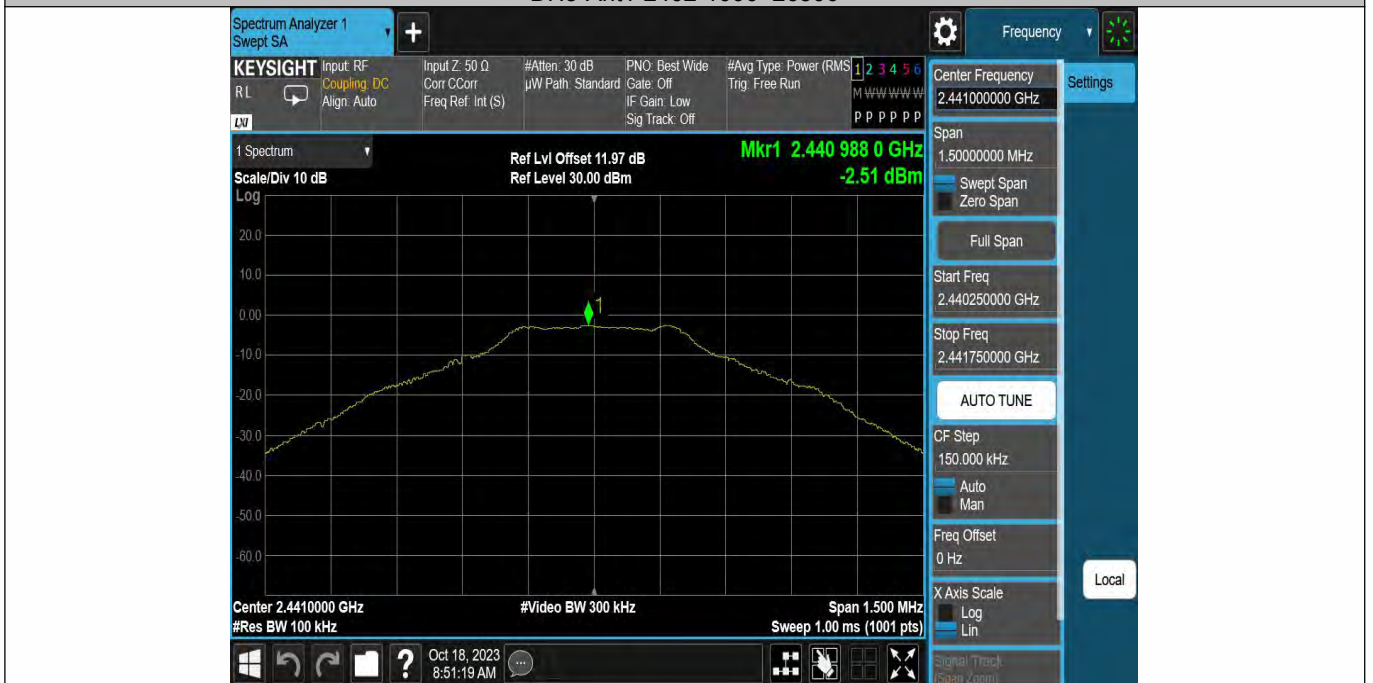 Spectrum Analyzer 1
Swept SA
Frequency
KEYSIGHT
RL
LXI
Input: RF
Coupling: DC
Align: Auto
Input Z: 50 Ω
Corr CCorr
Freq Ref: Int (S)
#Atten: 30 dB
µW Path: Standard
PNO: Best Wide
Gate: Off
IF Gain: Low
Sig Track: Off
#Avg Type: Power (RMS
Trig: Free Run
1 2 3 4 5 6
M W W W W W
P P P P P P
Center Frequency
2.441000000 GHz
Settings
1 Spectrum
Ref Lvl Offset 11.97 dB
Mkr1 2.440 988 0 GHz
Scale/Div 10 dB
Ref Level 30.00 dBm
-2.51 dBm
Log
20.0
10.0
0.00
-10.0
-20.0
-30.0
-40.0
-50.0
-60.0
1
Center 2.4410000 GHz
#Video BW 300 kHz
Span 1.500 MHz
#Res BW 100 kHz
Sweep 1.00 ms (1001 pts)
Span
1.50000000 MHz
Swept Span
Zero Span
Full Span
Start Freq
2.440250000 GHz
Stop Freq
2.441750000 GHz
AUTO TUNE
CF Step
150.000 kHz
Auto
Man
Freq Offset
0 Hz
X Axis Scale
Log
Lin
Signal Track
(Span Zoom)
Local
?
Oct 18, 2023
8:51:19 AM